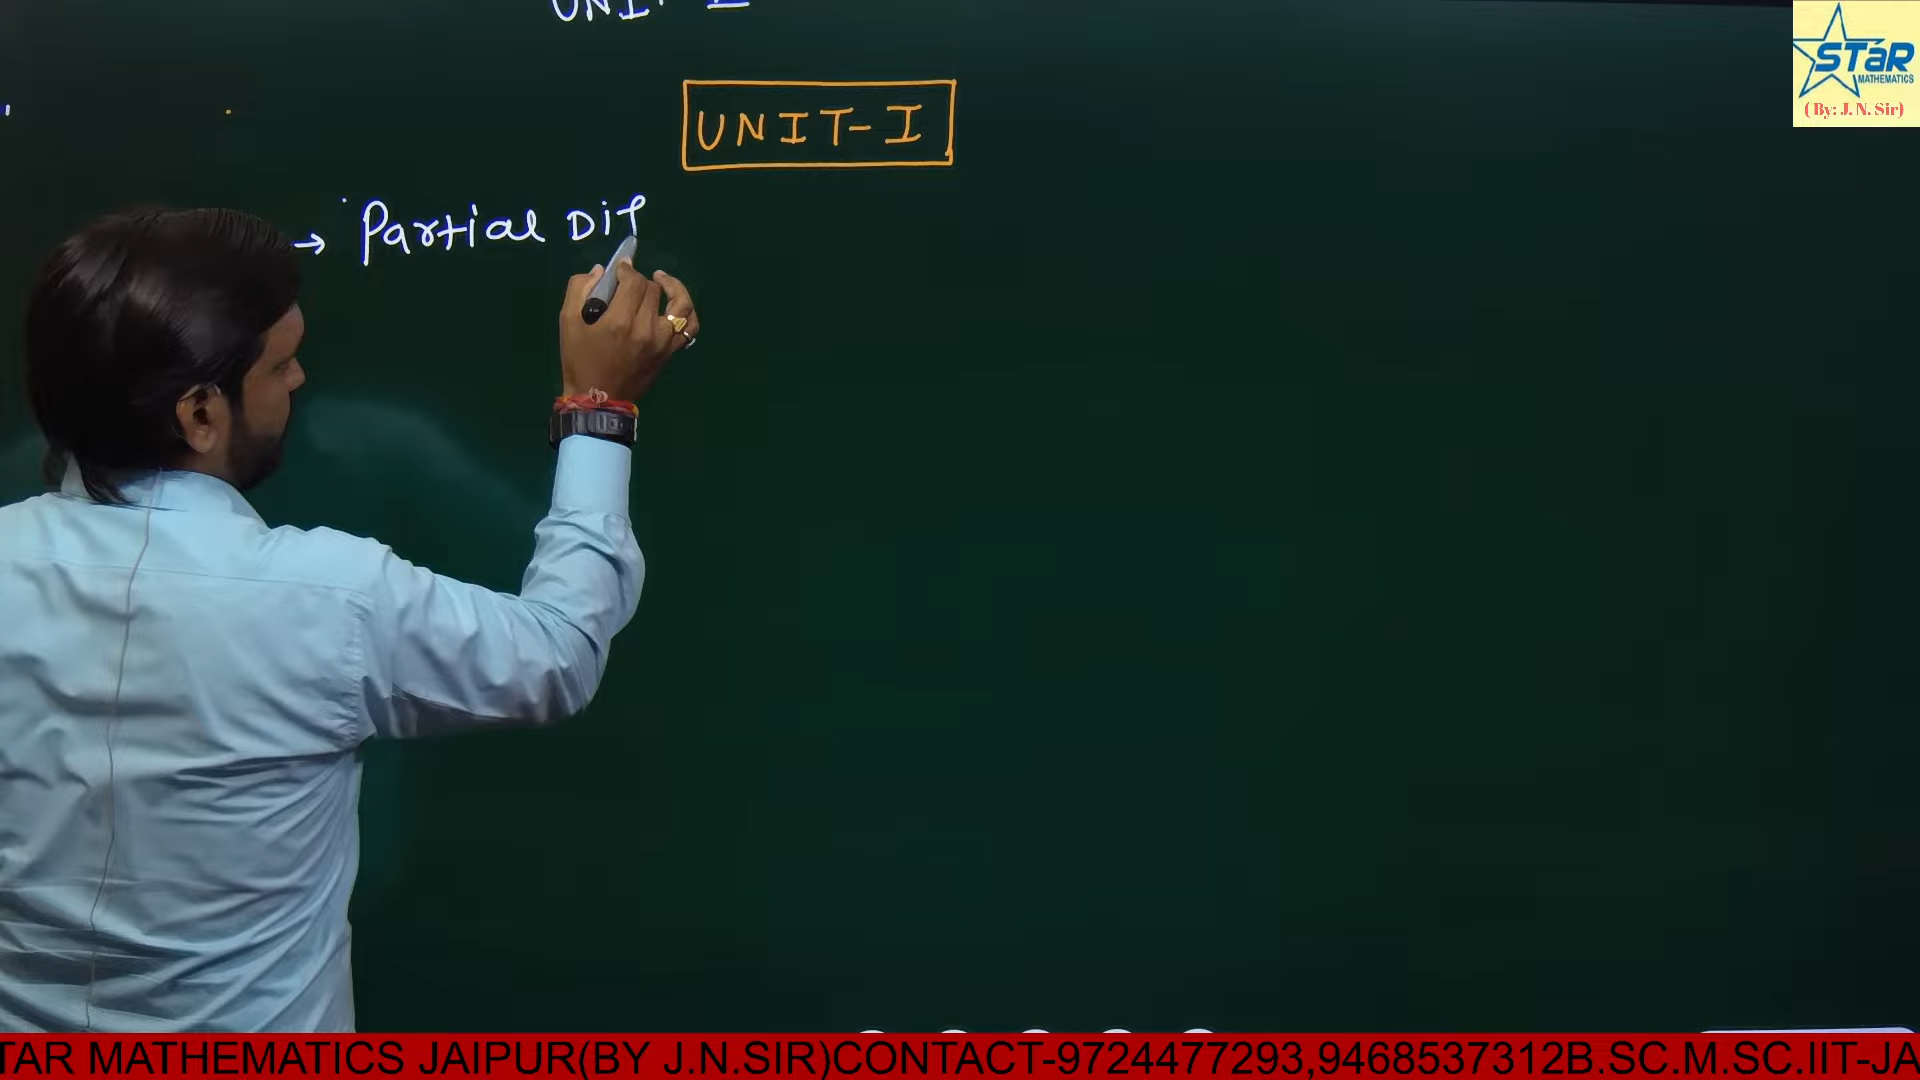 UNIT-I
STaR
MATHEMATICS
( By: J. N. Sir)
→ Partial Dif
TAR MATHEMATICS JAIPUR(BY J.N.SIR)CONTACT-9724477293,9468537312B.SC.M.SC.IIT-JA